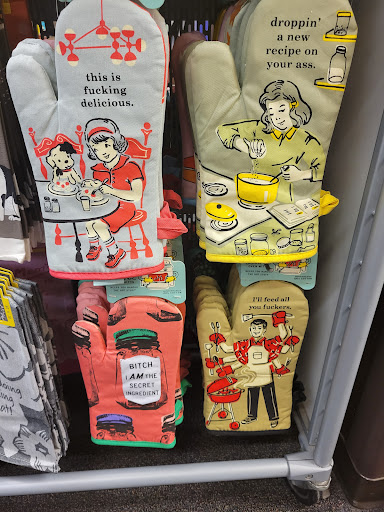 this is
fucking
delicious.
droppin'
a new
recipe on
your ass.
BITCH
I AM THE
SECRET
INGREDIENT
I'll feed all
you fuckers.